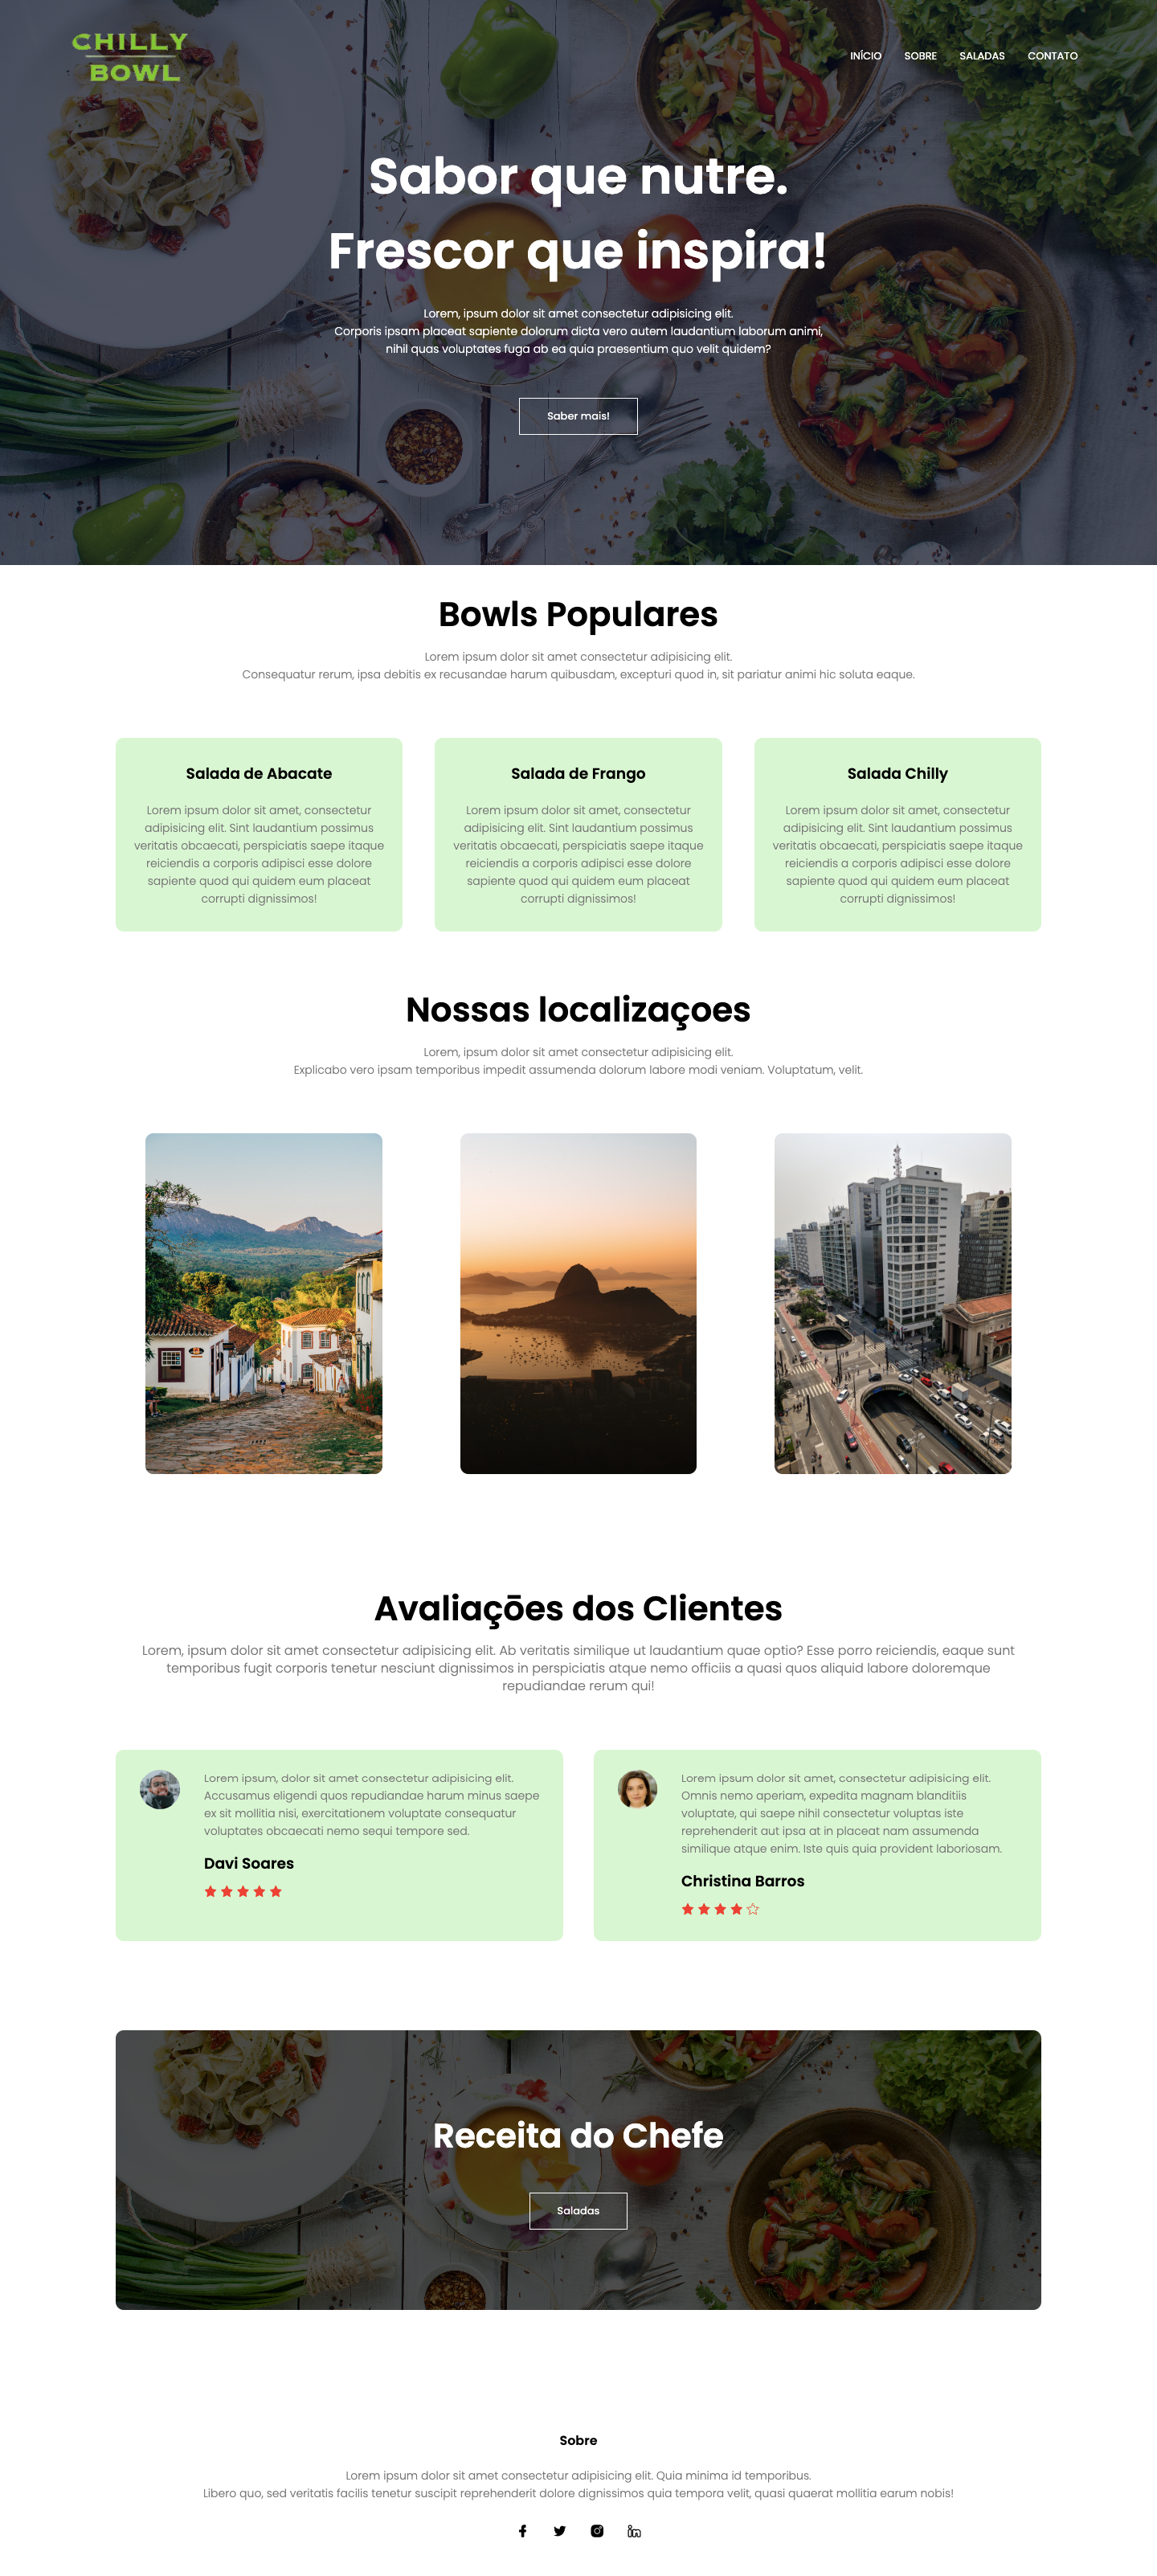 CHILLY
BOWL
INÍCIO SOBRE SALADAS CONTATO
Sabor que nutre.
Frescor que inspira!
Lorem, ipsum dolor sit amet consectetur adipisicing elit.
Corporis ipsam placeat sapiente dolorum dicta vero autem laudantium laborum animi,
nihil quas voluptates fuga ab ea quia praesentium quo velit quidem?
Saber mais!
Bowls Populares
Lorem ipsum dolor sit amet consectetur adipisicing elit.
Consequatur rerum, ipsa debitis ex recusandae harum quibusdam, excepturi quod in, sit pariatur animi hic soluta eaque.
Salada de Abacate
Lorem ipsum dolor sit amet, consectetur
adipisicing elit. Sint laudantium possimus
veritatis obcaecati, perspiciatis saepe itaque
reiciendis a corporis adipisci esse dolore
sapiente quod qui quidem eum placeat
corrupti dignissimos!
Salada de Frango
Lorem ipsum dolor sit amet, consectetur
adipisicing elit. Sint laudantium possimus
veritatis obcaecati, perspiciatis saepe itaque
reiciendis a corporis adipisci esse dolore
sapiente quod qui quidem eum placeat
corrupti dignissimos!
Salada Chilly
Lorem ipsum dolor sit amet, consectetur
adipisicing elit. Sint laudantium possimus
veritatis obcaecati, perspiciatis saepe itaque
reiciendis a corporis adipisci esse dolore
sapiente quod qui quidem eum placeat
corrupti dignissimos!
Nossas localizaçoes
Lorem, ipsum dolor sit amet consectetur adipisicing elit.
Explicabo vero ipsam temporibus impedit assumenda dolorum labore modi veniam. Voluptatum, velit.
Avaliaçōes dos Clientes
Lorem, ipsum dolor sit amet consectetur adipisicing elit. Ab veritatis similique ut laudantium quae optio? Esse porro reiciendis, eaque sunt
temporibus fugit corporis tenetur nesciunt dignissimos in perspiciatis atque nemo officiis a quasi quos aliquid labore doloremque
repudiandae rerum qui!
Lorem ipsum, dolor sit amet consectetur adipisicing elit.
Accusamus eligendi quos repudiandae harum minus saepe
ex sit mollitia nisi, exercitationem voluptate consequatur
voluptates obcaecati nemo sequi tempore sed.
Davi Soares
Lorem ipsum dolor sit amet, consectetur adipisicing elit.
Omnis nemo aperiam, expedita magnam blanditiis
voluptate, qui saepe nihil consectetur voluptas iste
reprehenderit aut ipsa at in placeat nam assumenda
similique atque enim. Iste quis quia provident laboriosam.
Christina Barros
Receita do Chefe
Saladas
Sobre
Lorem ipsum dolor sit amet consectetur adipisicing elit. Quia minima id temporibus.
Libero quo, sed veritatis facilis tenetur suscipit reprehenderit dolore dignissimos quia tempora velit, quasi quaerat mollitia earum nobis!